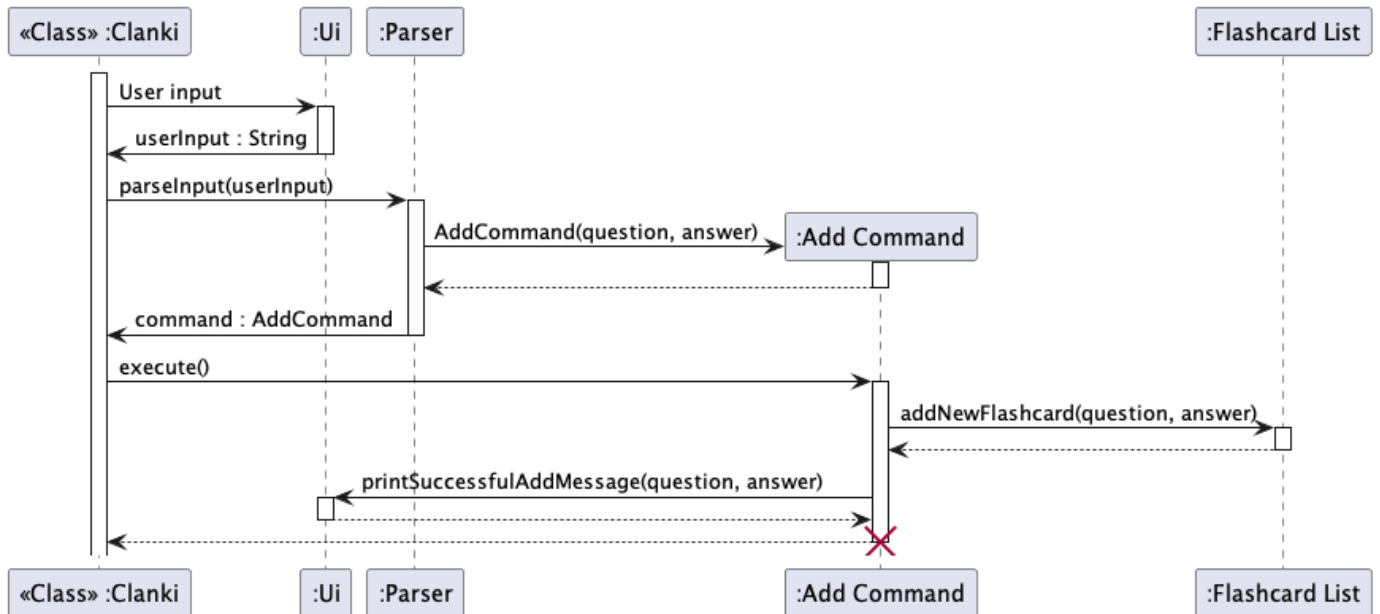 «Class» :Clanki
:Ui
:Parser
:Flashcard List
User input
userInput : String
parseInput(userInput)
AddCommand(question, answer)
:Add Command
command : AddCommand
execute()
addNewFlashcard(question, answer)
printSuccessfulAddMessage(question, answer)
«Class» :Clanki
:Ui
:Parser
:Add Command
:Flashcard List